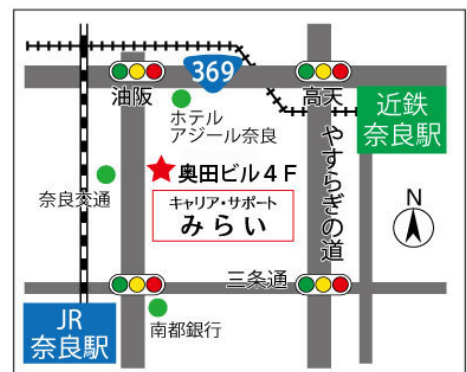 369
油阪
高天
近鉄
奈良駅
ホテル
アジール奈良
やすらぎの道
奥田ビル4F
奈良交通
キャリア・サポート
みらい
N
三条通
JR
奈良駅
南都銀行